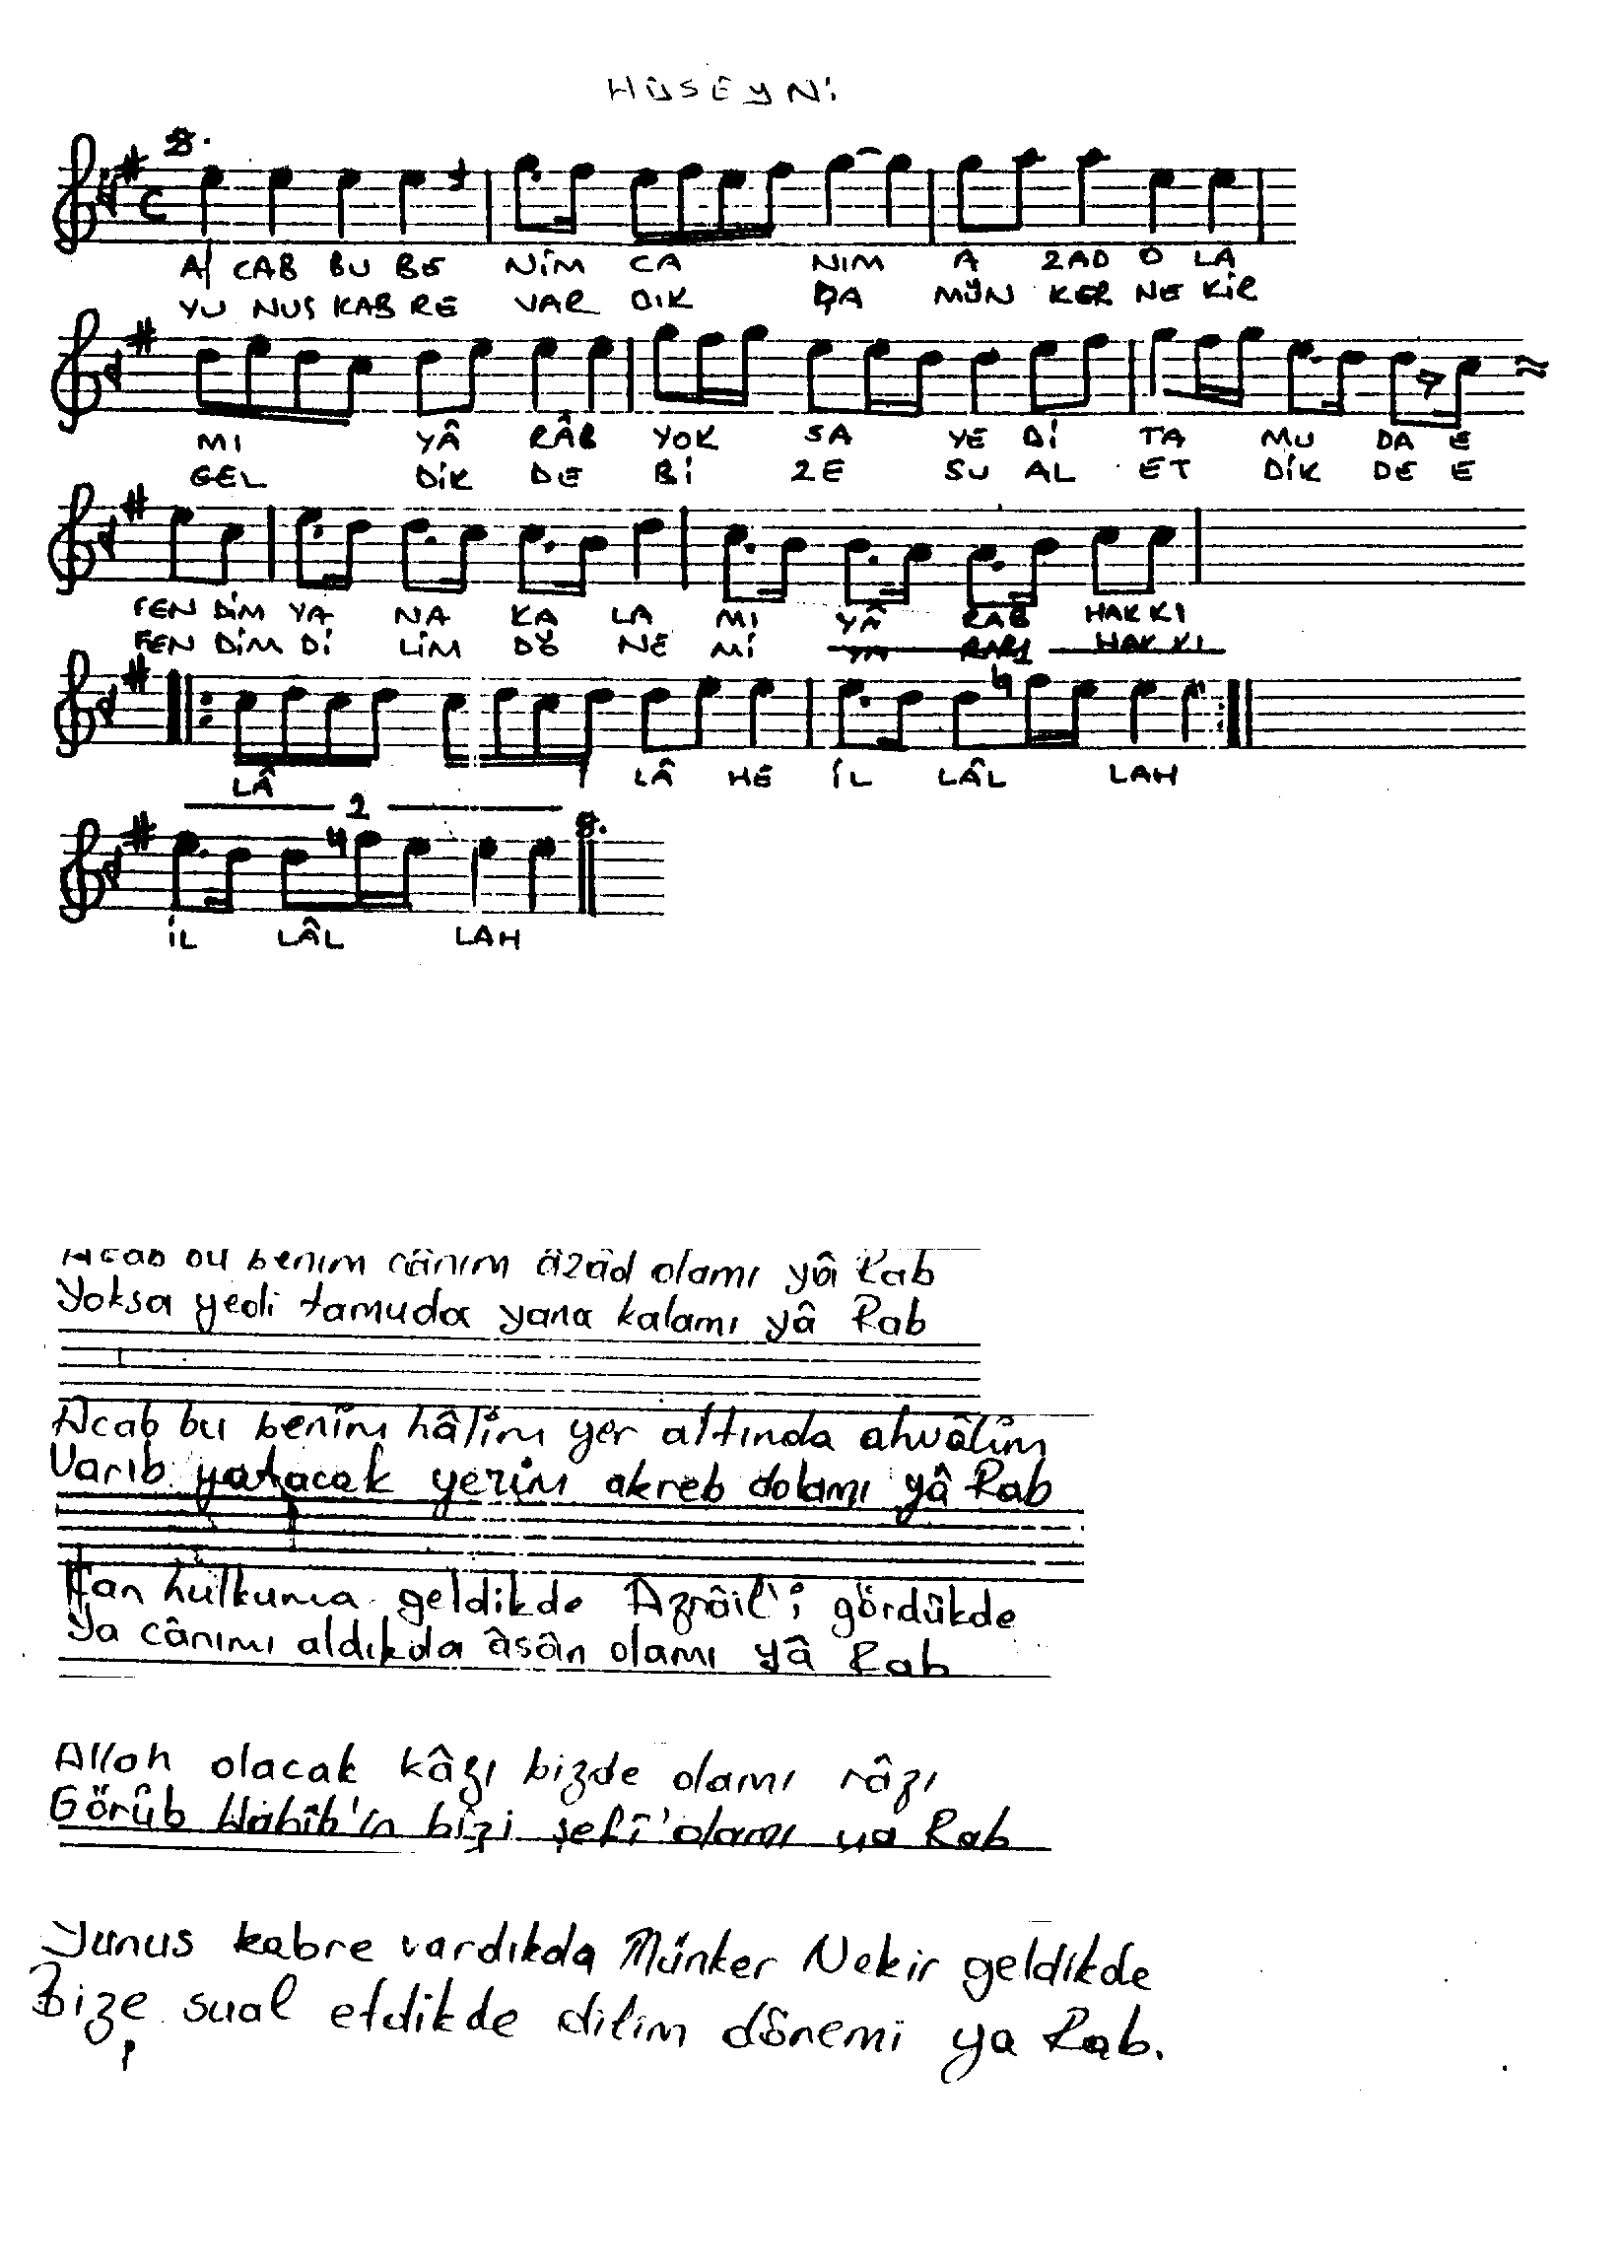 HÜSEYNİ
A CAB BU BE NİM CA NIM A ZAD O LA
YU NUS KAB RE VAR DIK DA MÜN KER NE KİR
MI YÂ RÂB YOK SA YE Dİ TA MU DA E
GEL DİK DE Bİ ZE SU AL ET DİK DE E
FEN DİM YA NA KA LA MI YÂ RAB HAK KI
FEN DİM Dİ LİM DÖ NE Mİ YA RABI HAK KI
LÂ İ LÂ HE İL LÂL LAH
2
İL LÂL LAH
Acab bu benim cânım âzâd olamı yâ Rab
Yoksa yedi tamuda yana kalamı yâ Rab
Acab bu benim hâlim yer altında ahvâlim
Varıb yatacak yerim akreb dolamı yâ Rab
Can hulkuma geldikde Azrâil'i gördükde
Ya cânımı aldıkda âsân olamı yâ Rab
Allah olacak kâzı bizde olamı râzı
Görüb Habîb'in bizi şefî' olamı ya Rab
Yunus kabre vardıkda Münker Nekir geldikde
Bize sual etdikde dilim dönemi ya Rab.